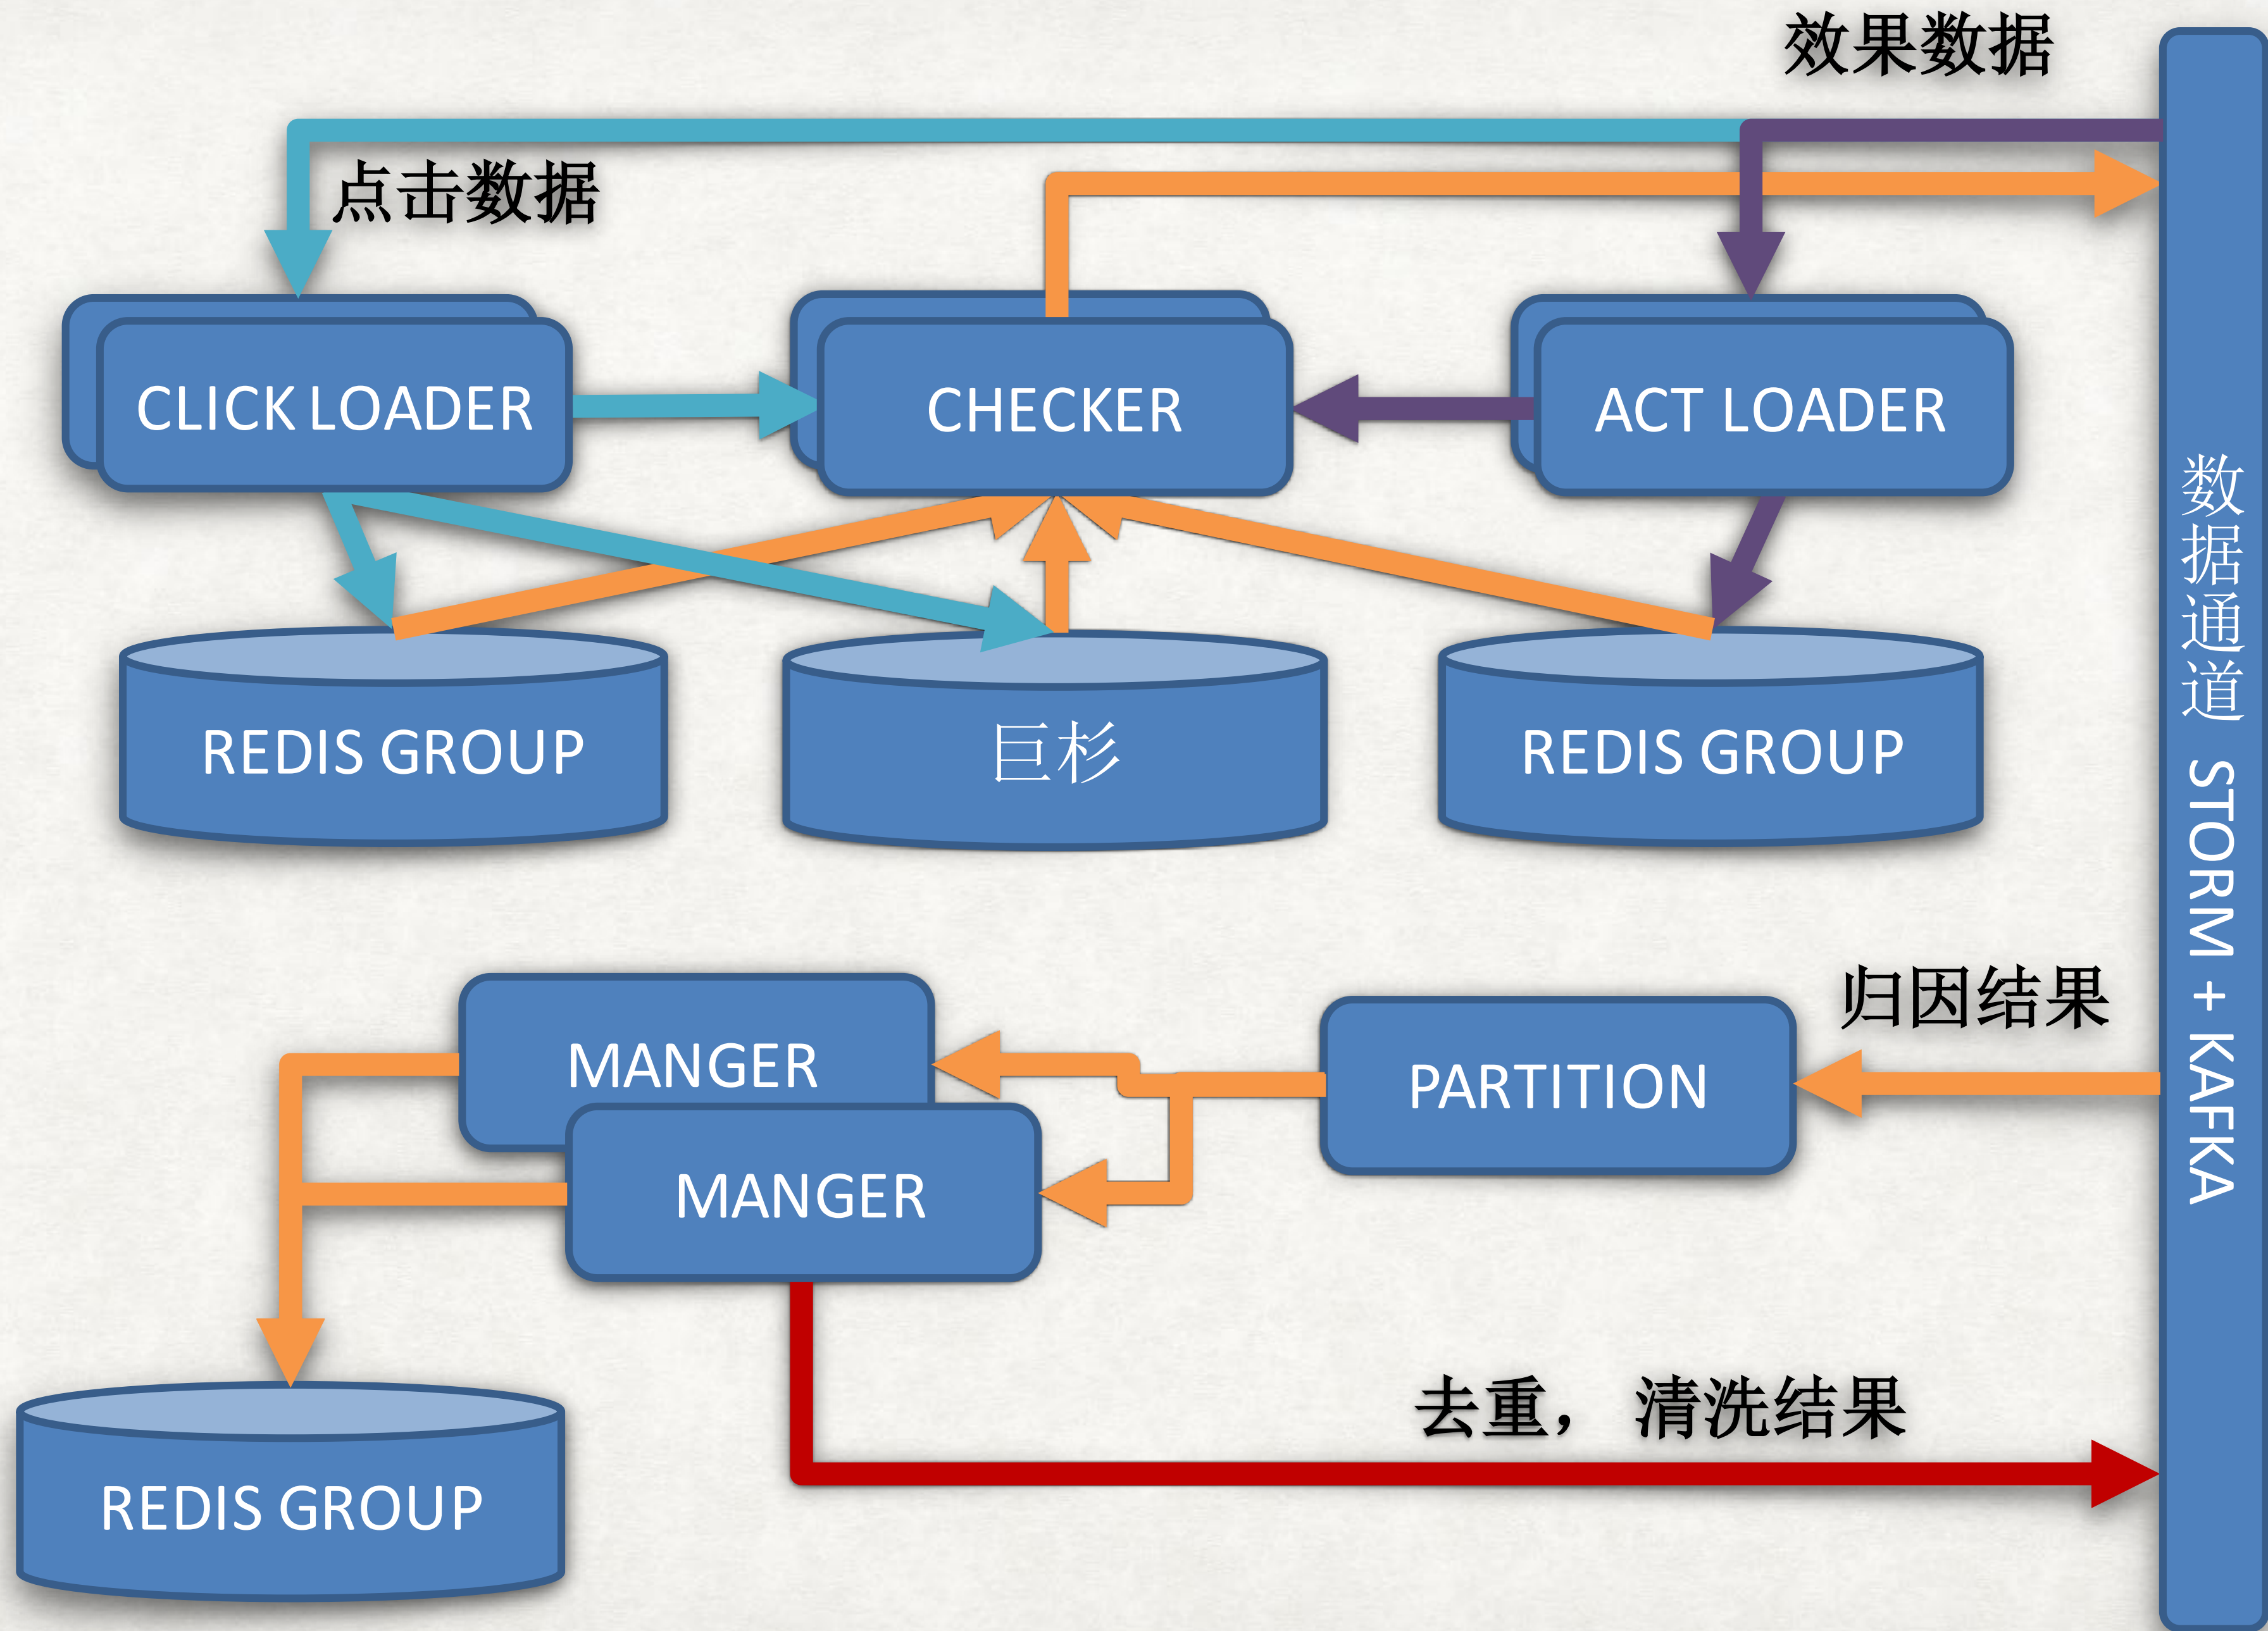 效果数据
点击数据
CLICK LOADER
CHECKER
ACT LOADER
REDIS GROUP
巨杉
REDIS GROUP
数据通道 STORM + KAFKA
归因结果
MANGER
PARTITION
MANGER
去重， 清洗结果
REDIS GROUP